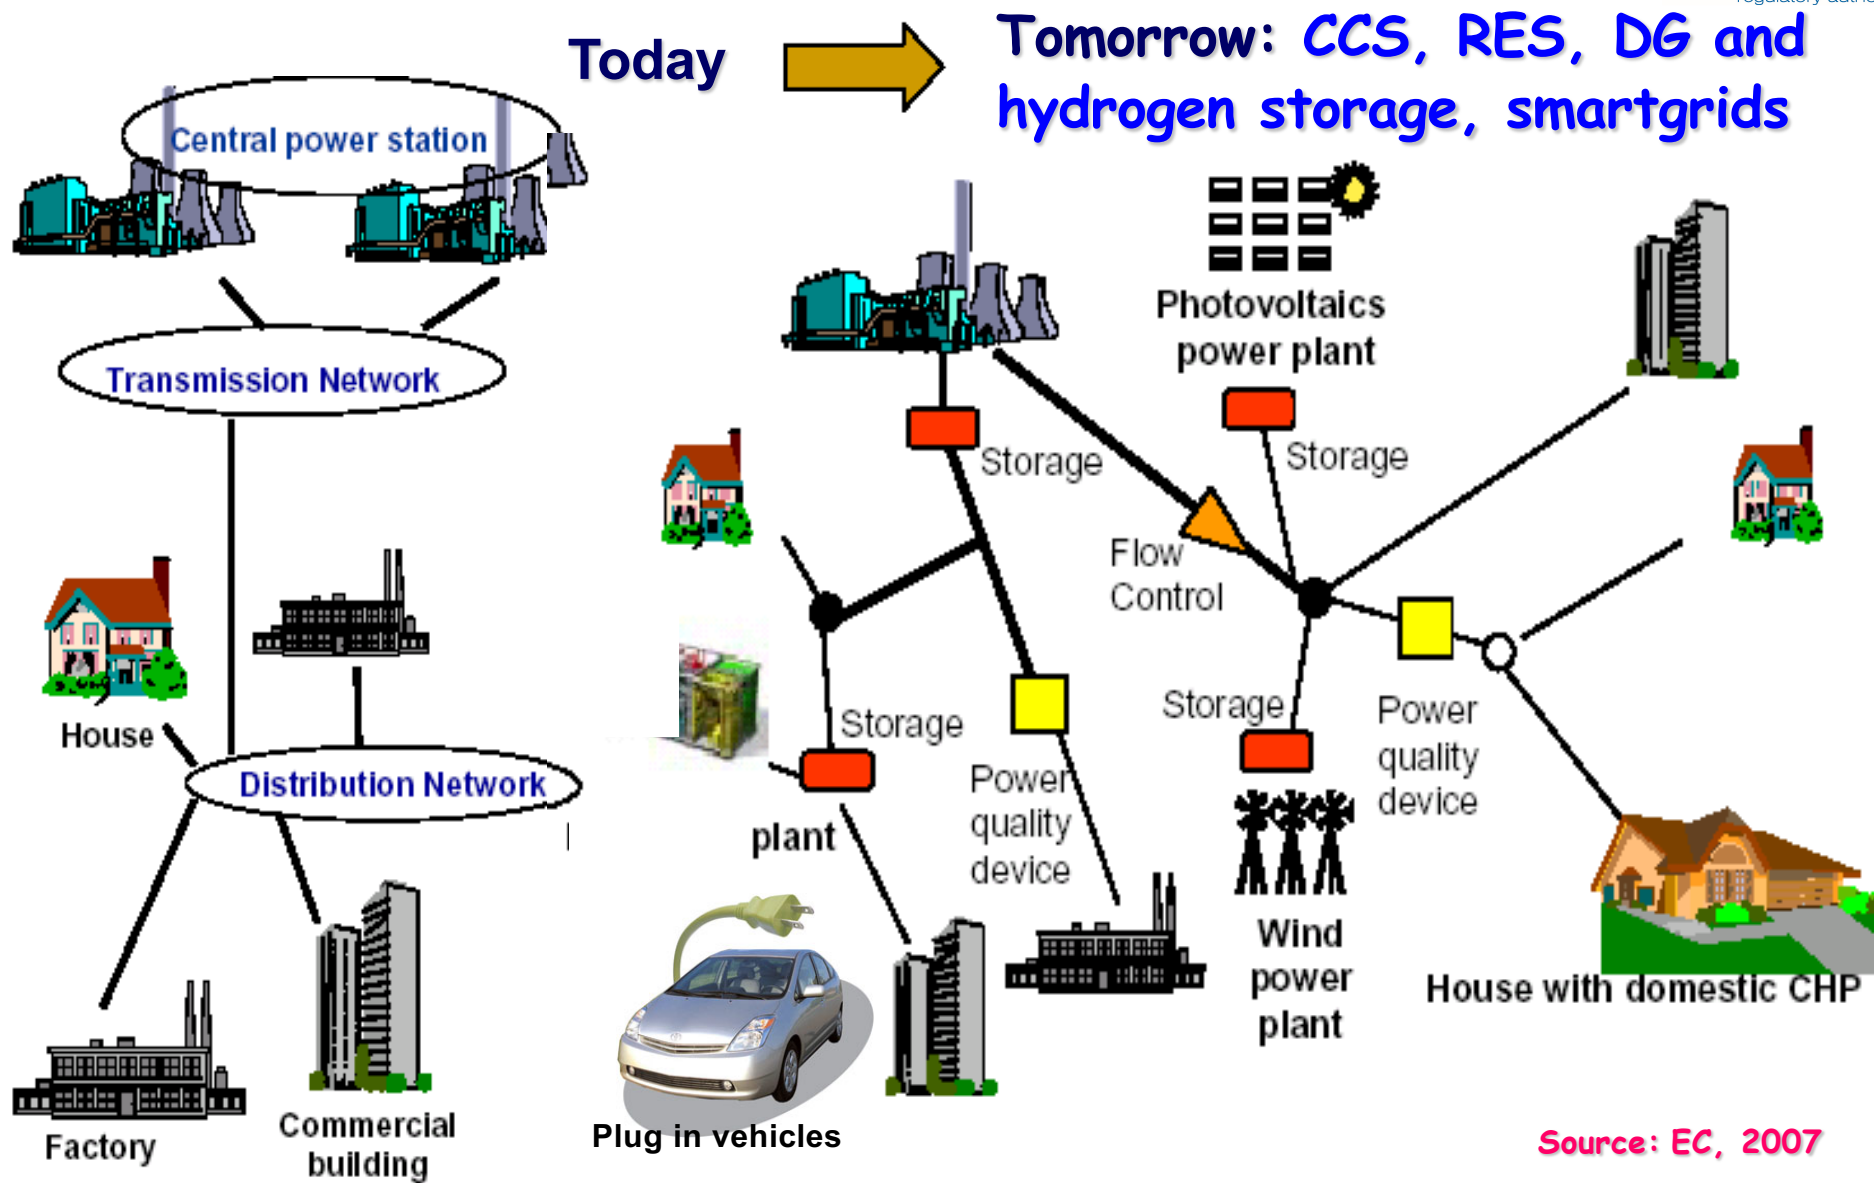 regulatory
Today
Tomorrow: CCS, RES, DG and
hydrogen storage, smartgrids
Central power station
Transmission Network
House
Distribution Network
Factory
Commercial
building
Photovoltaics
power plant
Storage
Storage
Flow
Control
Storage
Storage
Power
quality
device
Power
quality
device
plant
Wind
power
plant
House with domestic CHP
Plug in vehicles
Source: EC, 2007